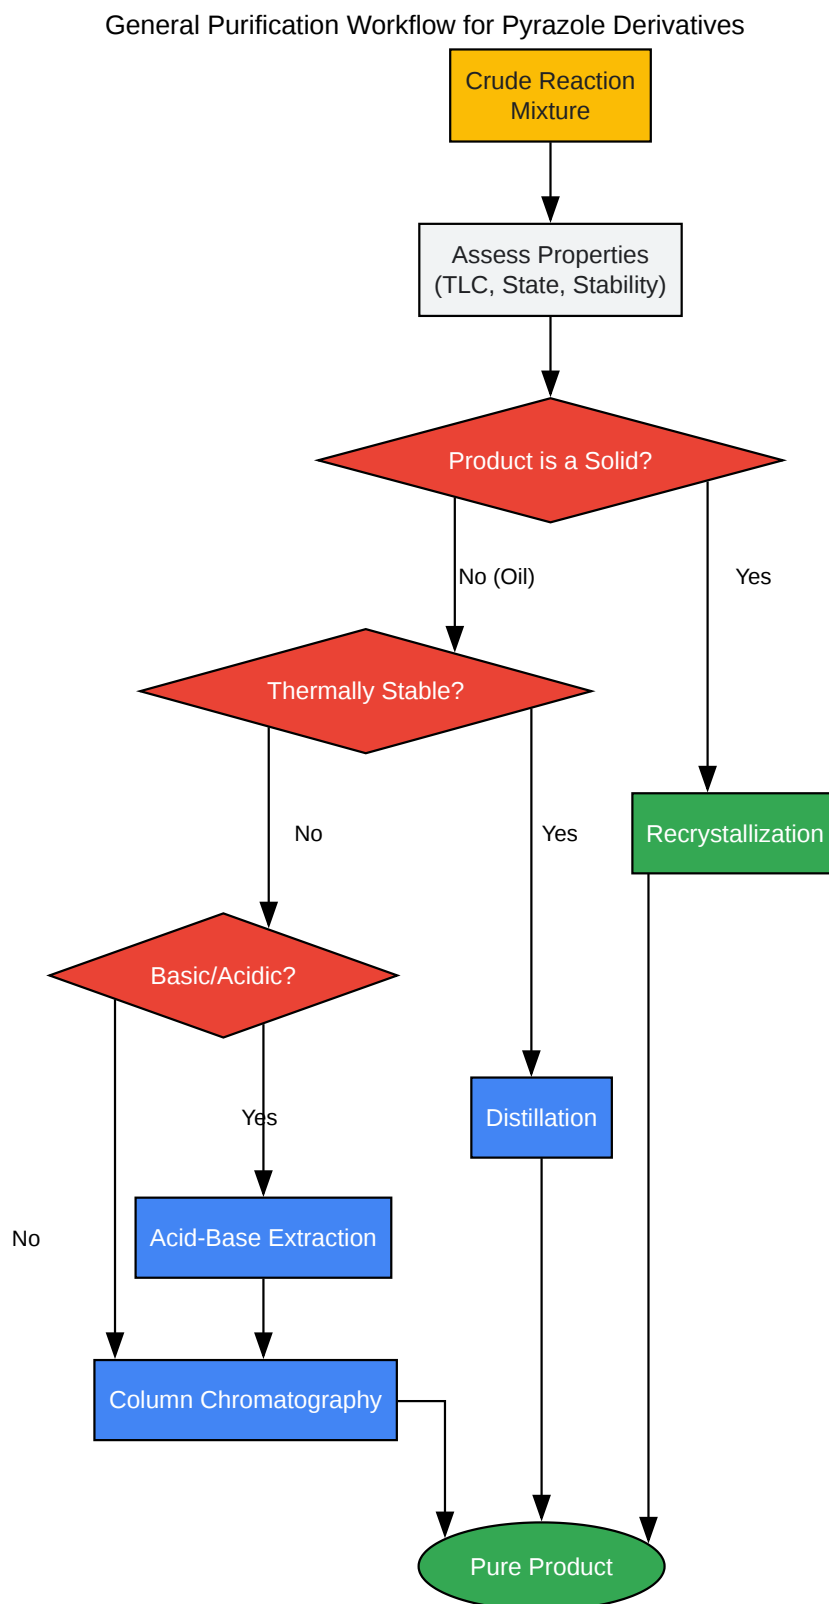 General Purification Workflow for Pyrazole Derivatives
Crude Reaction
Mixture
Assess Properties
(TLC, State, Stability)
Product is a Solid?
No (Oil)
Yes
Thermally Stable?
No
Yes
Recrystallization
Basic/Acidic?
Yes
Distillation
No
Acid-Base Extraction
Column Chromatography
Pure Product